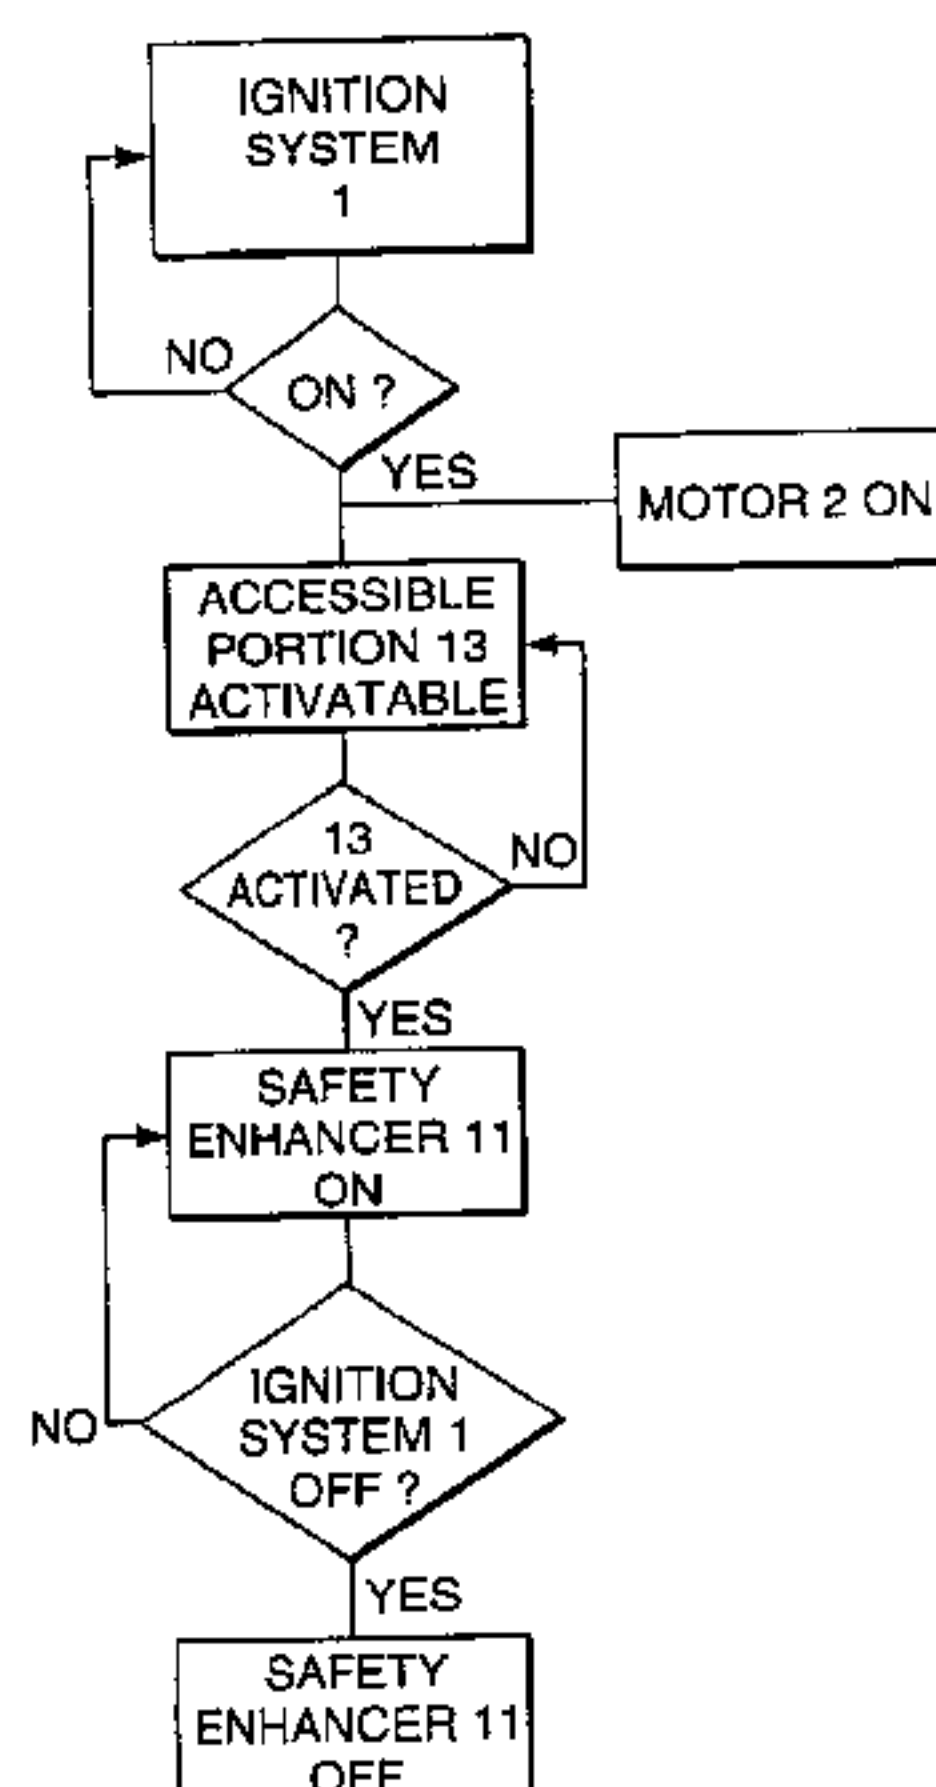 IGNITION
SYSTEM
1
NO
ON ?
YES
MOTOR 2 ON
ACCESSIBLE
PORTION 13
ACTIVATABLE
13
ACTIVATED
?
NO
YES
SAFETY
ENHANCER 11
ON
IGNITION
SYSTEM 1
OFF ?
NO
YES
SAFETY
ENHANCER 11
OFF